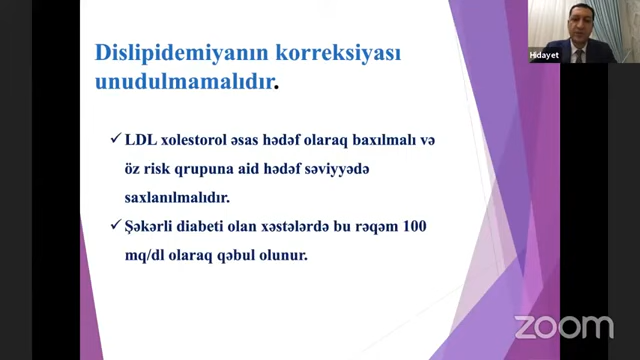 Dislipidemiyanın korreksiyası
unudulmamalıdır.
✓ LDL xolestorol əsas hədəf olaraq baxılmalı və
öz risk qrupuna aid hədəf səviyyədə
saxlanılmalıdır.
✓ Şəkərli diabeti olan xəstələrdə bu rəqəm 100
mq/dl olaraq qəbul olunur.
Hidayet
zoom